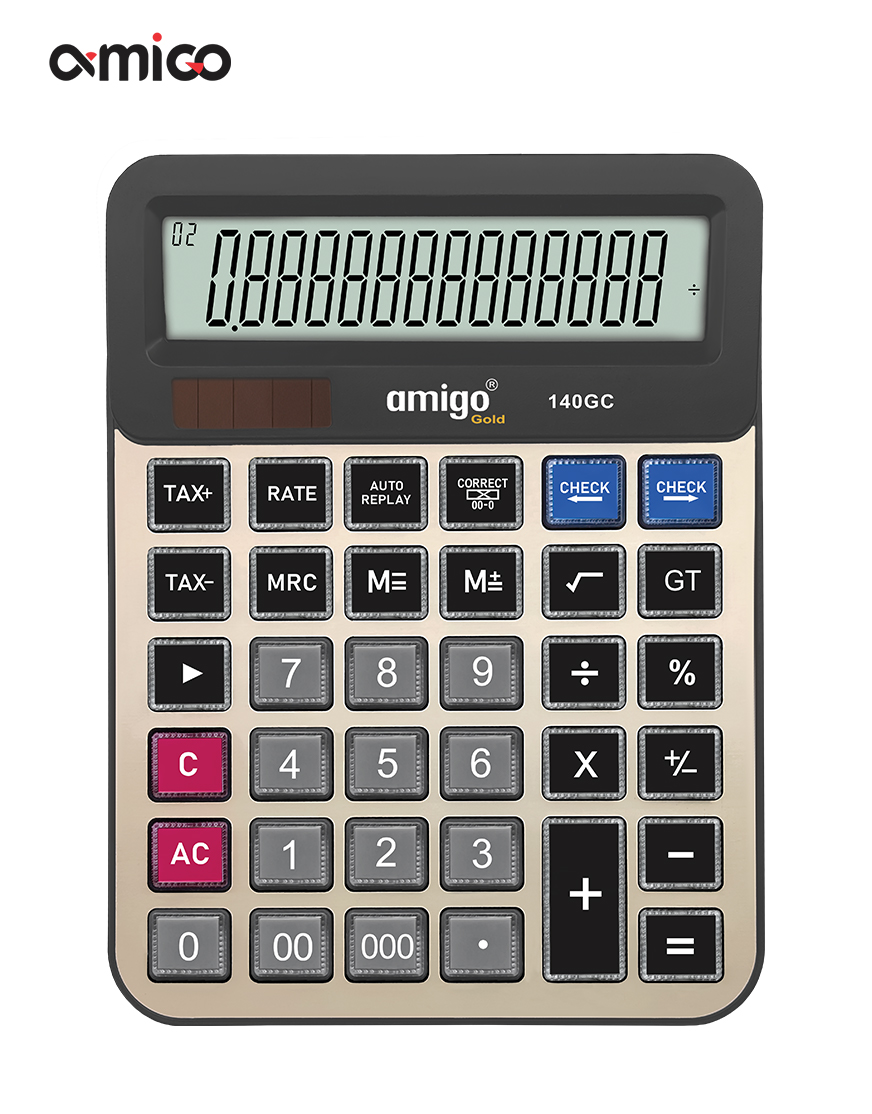 amigo
02
0.8888888888888 ÷
amigo® 140GC
Gold
TAX+ RATE AUTO REPLAY CORRECT 00-0 CHECK ← CHECK →
TAX- MRC M= M± √ GT
▶ 7 8 9 ÷ %
C 4 5 6 X +/−
AC 1 2 3 + −
0 00 000 . =